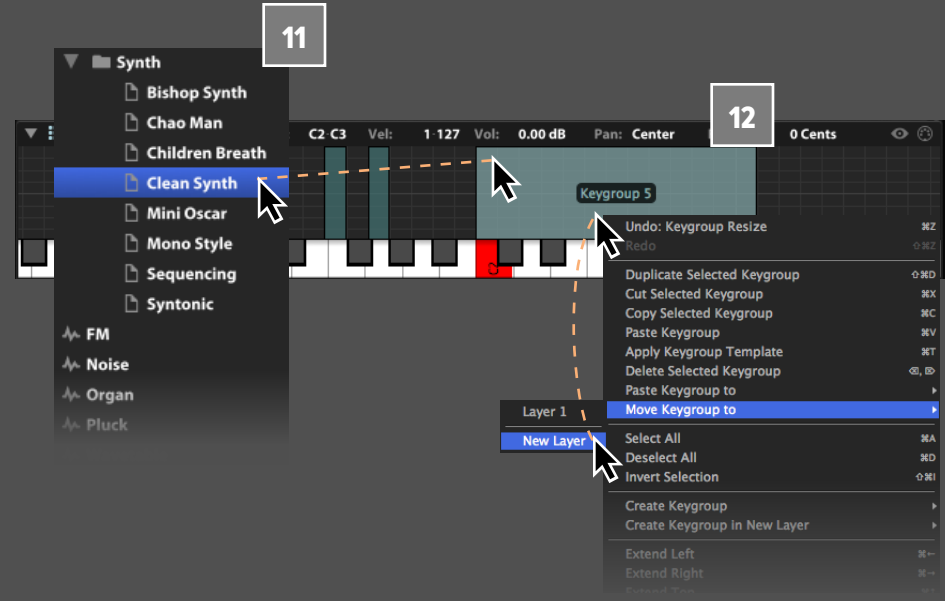 11
Synth
Bishop Synth
Chao Man
Children Breath
Clean Synth
Mini Oscar
Mono Style
Sequencing
Syntonic
FM
Noise
Organ
Pluck
12
C2-C3 Vel: 1-127 Vol: 0.00 dB Pan: Center 0 Cents
Keygroup 5
Undo: Keygroup Resize ⌘Z
Redo ⇧⌘Z
Duplicate Selected Keygroup ⇧⌘D
Cut Selected Keygroup ⌘X
Copy Selected Keygroup ⌘C
Paste Keygroup ⌘V
Apply Keygroup Template ⌘T
Delete Selected Keygroup ⌫, ⌦
Paste Keygroup to
Move Keygroup to
Layer 1
New Layer
Select All ⌘A
Deselect All ⌘D
Invert Selection ⇧⌘I
Create Keygroup
Create Keygroup in New Layer
Extend Left ⌘←
Extend Right ⌘→